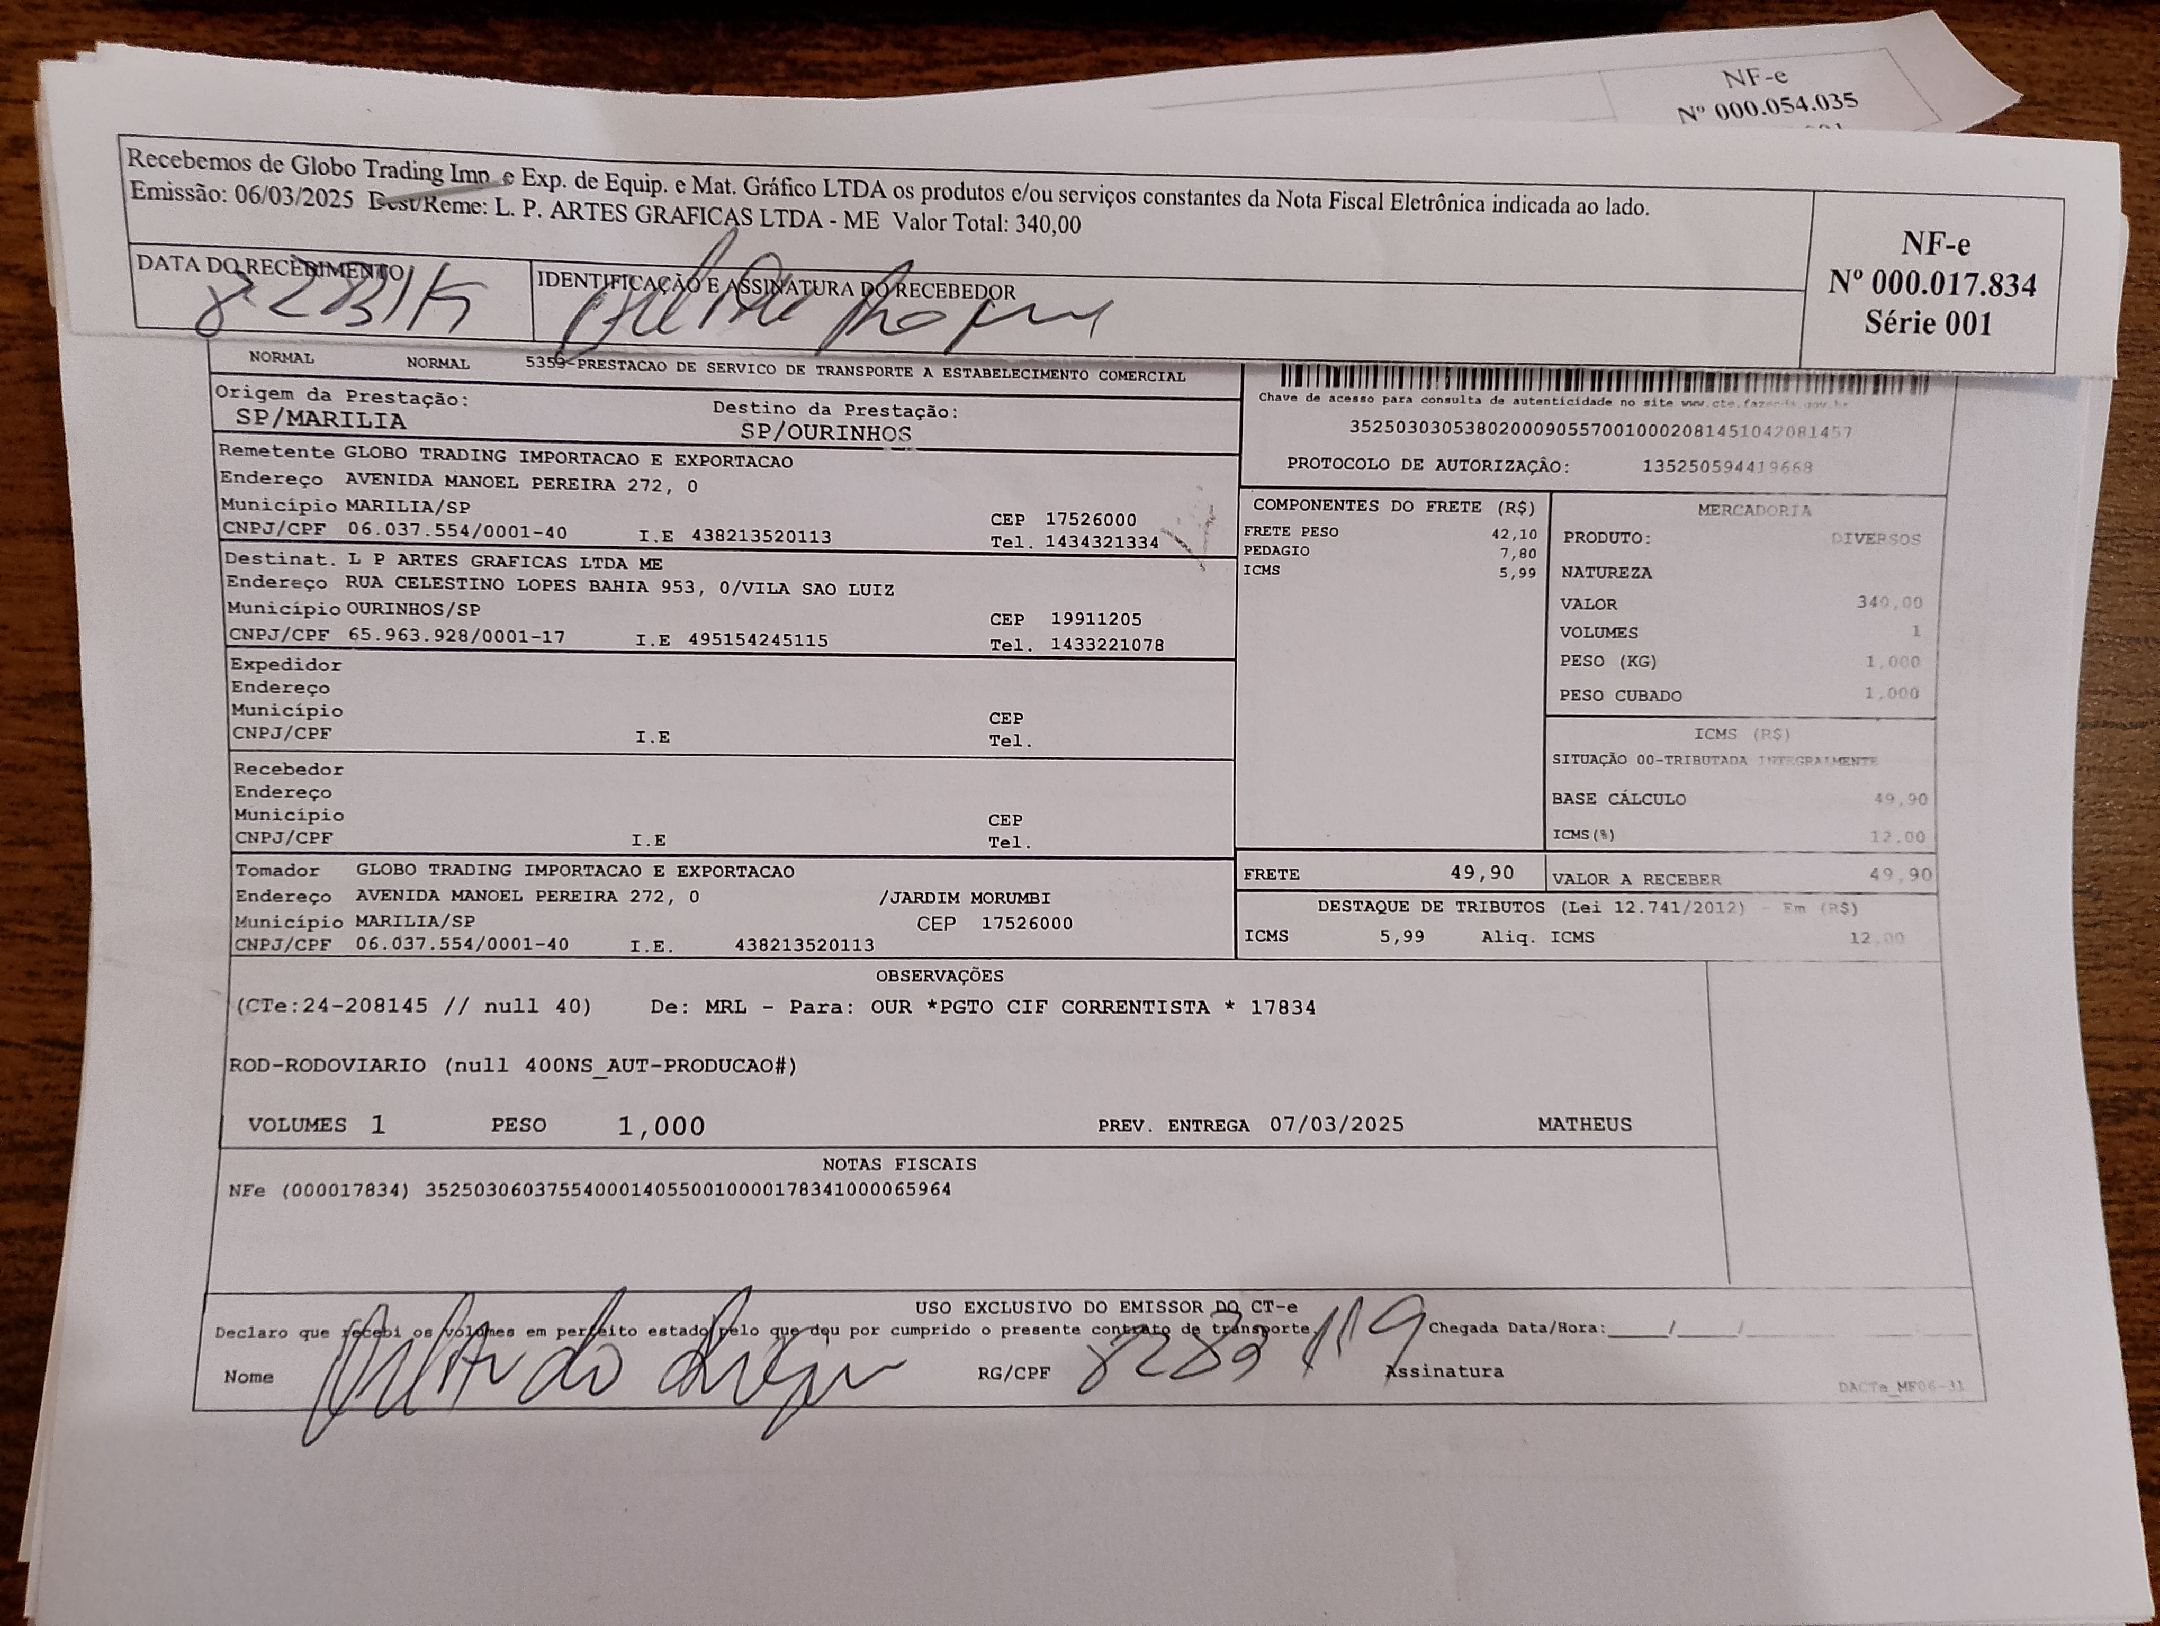 NF-e
Nº 000.054.035
Recebemos de Globo Trading Imp e Exp. de Equip. e Mat. Gráfico LTDA os produtos e/ou serviços constantes da Nota Fiscal Eletrônica indicada ao lado.
Emissão: 06/03/2025 Dest/Reme: L. P. ARTES GRAFICAS LTDA - ME Valor Total: 340,00
NF-e
Nº 000.017.834
Série 001
DATA DO RECEBIMENTO
IDENTIFICAÇÃO E ASSINATURA DO RECEBEDOR
NORMAL NORMAL 5353-PRESTACAO DE SERVICO DE TRANSPORTE A ESTABELECIMENTO COMERCIAL
Chave de acesso para consulta de autenticidade no site www.cte.fazenda.gov.br
35250303053802000905570010002081451042081457
PROTOCOLO DE AUTORIZAÇÃO: 135250594419668
Origem da Prestação: Destino da Prestação:
SP/MARILIA SP/OURINHOS
Remetente GLOBO TRADING IMPORTACAO E EXPORTACAO
Endereço AVENIDA MANOEL PEREIRA 272, 0
Município MARILIA/SP CEP 17526000
CNPJ/CPF 06.037.554/0001-40 I.E 438213520113 Tel. 1434321334
Destinat. L P ARTES GRAFICAS LTDA ME
Endereço RUA CELESTINO LOPES BAHIA 953, 0/VILA SAO LUIZ
Município OURINHOS/SP CEP 19911205
CNPJ/CPF 65.963.928/0001-17 I.E 495154245115 Tel. 1433221078
Expedidor
Endereço
Município CEP
CNPJ/CPF I.E Tel.
Recebedor
Endereço
Município CEP
CNPJ/CPF I.E Tel.
Tomador GLOBO TRADING IMPORTACAO E EXPORTACAO
Endereço AVENIDA MANOEL PEREIRA 272, 0 /JARDIM MORUMBI
Município MARILIA/SP CEP 17526000
CNPJ/CPF 06.037.554/0001-40 I.E. 438213520113
COMPONENTES DO FRETE (R$)
FRETE PESO 42,10
PEDAGIO 7,80
ICMS 5,99
MERCADORIA
PRODUTO: DIVERSOS
NATUREZA
VALOR 340,00
VOLUMES 1
PESO (KG) 1,000
PESO CUBADO 1,000
ICMS (R$)
SITUAÇÃO 00-TRIBUTADA INTEGRALMENTE
BASE CÁLCULO 49,90
ICMS(%) 12,00
FRETE 49,90 VALOR A RECEBER 49,90
DESTAQUE DE TRIBUTOS (Lei 12.741/2012) - Em (R$)
ICMS 5,99 Aliq. ICMS 12,00
OBSERVAÇÕES
(CTe:24-208145 // null 40) De: MRL - Para: OUR *PGTO CIF CORRENTISTA * 17834
ROD-RODOVIARIO (null 400NS_AUT-PRODUCAO#)
VOLUMES 1 PESO 1,000 PREV. ENTREGA 07/03/2025 MATHEUS
NOTAS FISCAIS
NFe (000017834) 35250306037554000140550010000178341000065964
USO EXCLUSIVO DO EMISSOR DO CT-e
Declaro que recebi os volumes em perfeito estado pelo que dou por cumprido o presente contrato de transporte. Chegada Data/Hora:____/____/
Nome RG/CPF Assinatura
DACTe_MF06-31